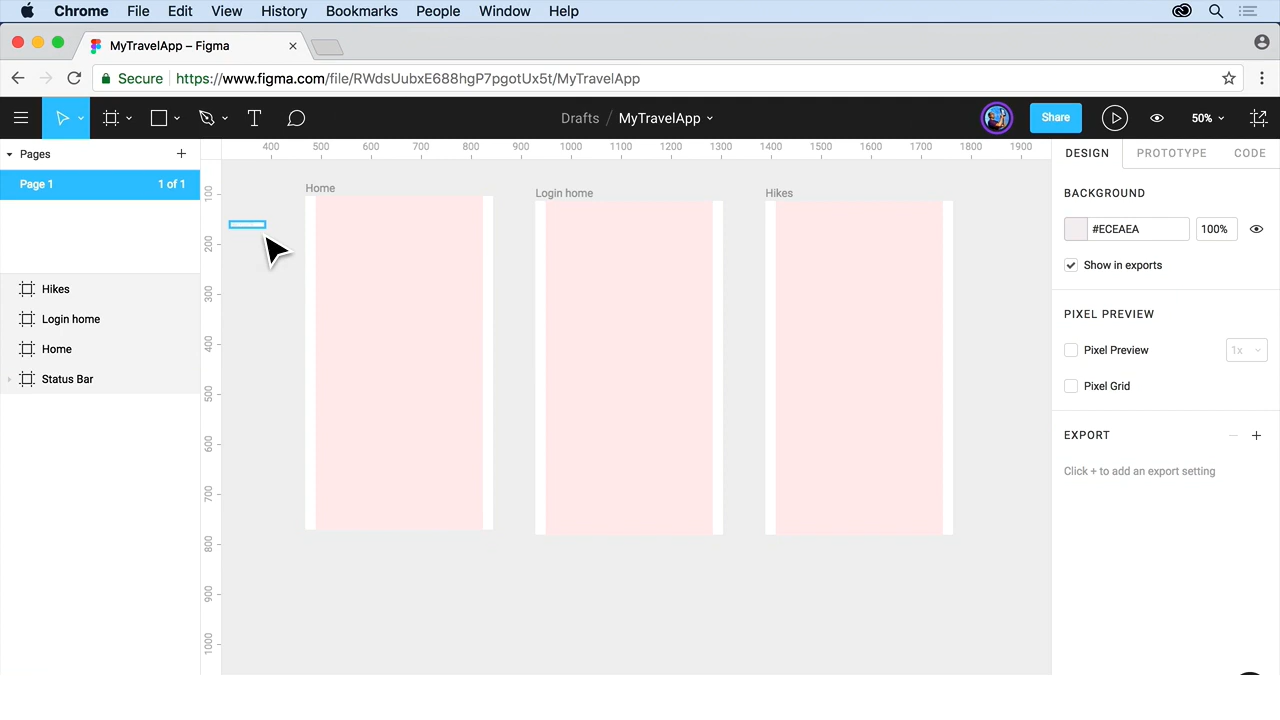 Chrome File Edit View History Bookmarks People Window Help
MyTravelApp – Figma
Secure https://www.figma.com/file/RWdsUubxE688hgP7pgotUx5t/MyTravelApp
Drafts / MyTravelApp
Share
50%
Pages
Page 1 1 of 1
Hikes
Login home
Home
Status Bar
400 500 600 700 800 900 1000 1100 1200 1300 1400 1500 1600 1700 1800 1900
100
200
300
400
500
600
700
800
900
1000
Home
Login home
Hikes
DESIGN PROTOTYPE CODE
BACKGROUND
#ECEAEA 100%
Show in exports
PIXEL PREVIEW
Pixel Preview 1x
Pixel Grid
EXPORT
Click + to add an export setting